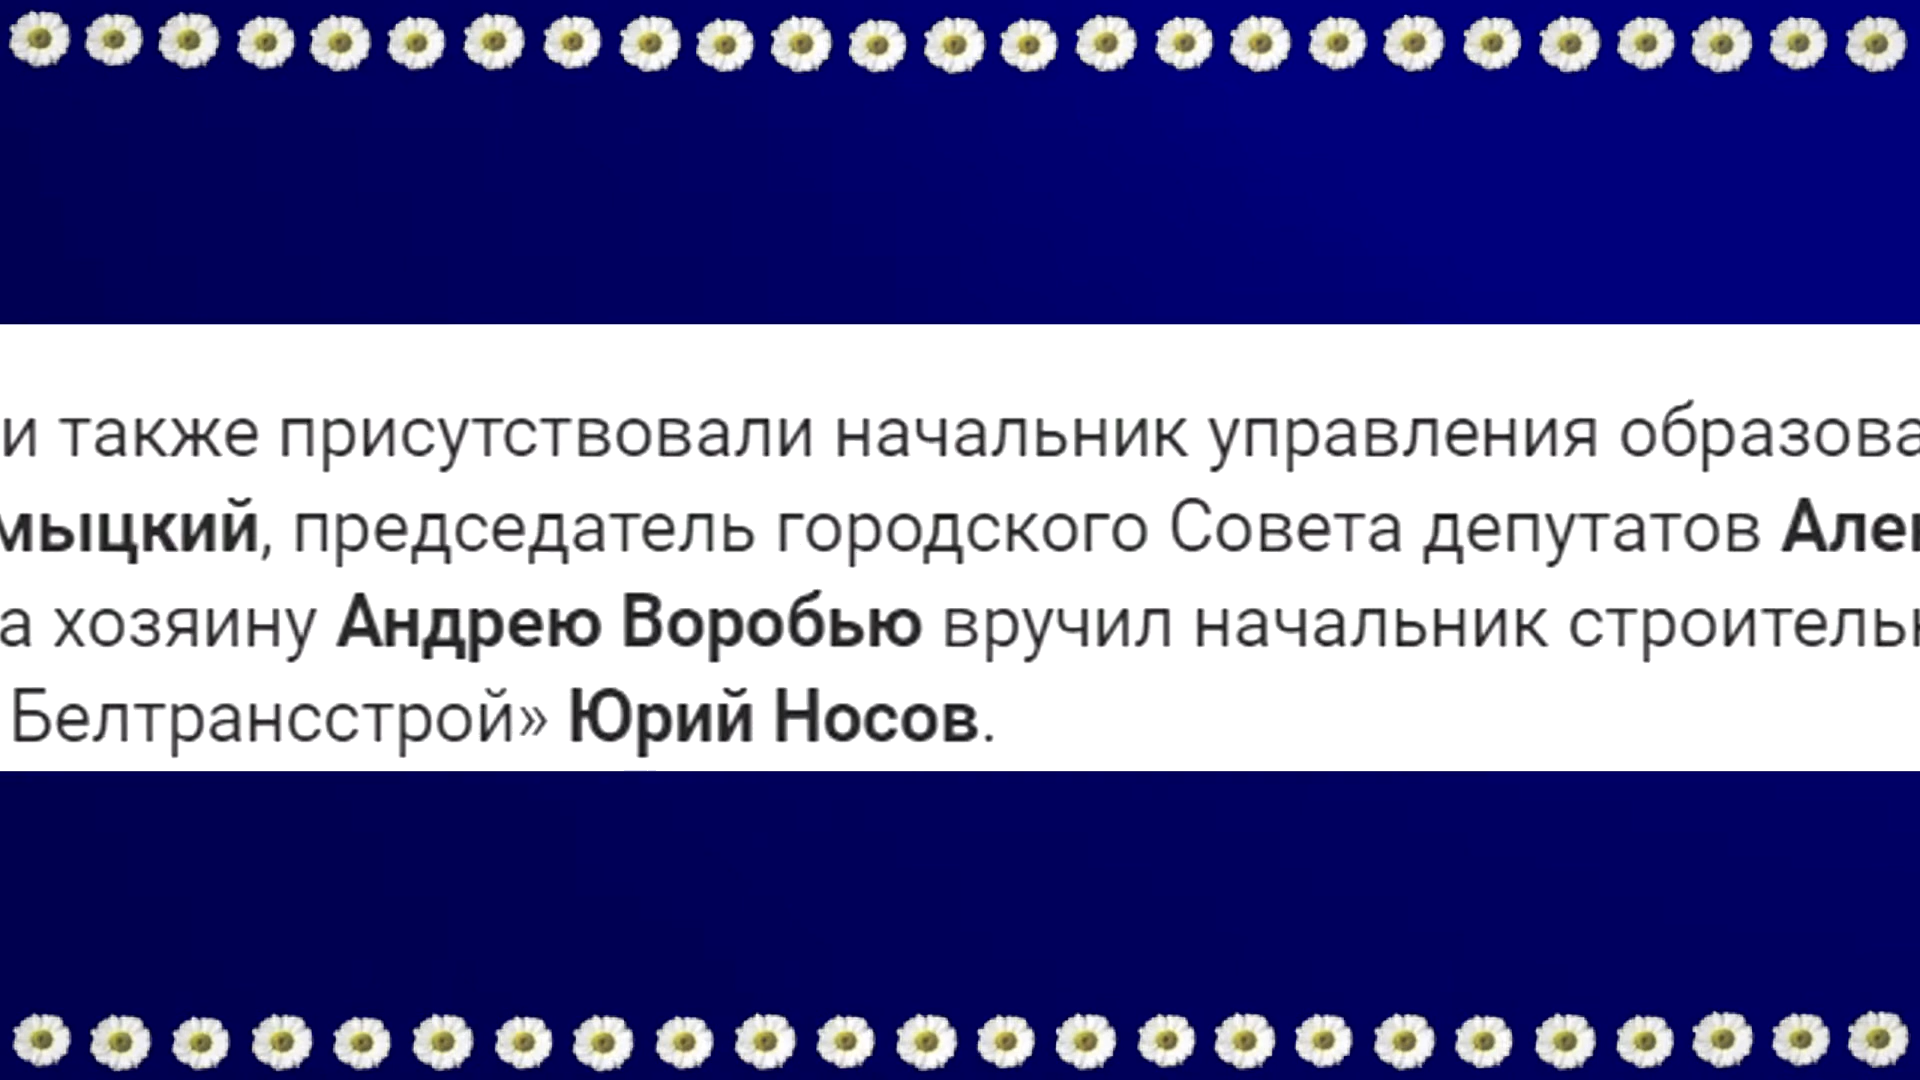 и также присутствовали начальник управления образова
мыцкий, председатель городского Совета депутатов Але
а хозяину Андрею Воробью вручил начальник строитель
Белтрансстрой» Юрий Носов.